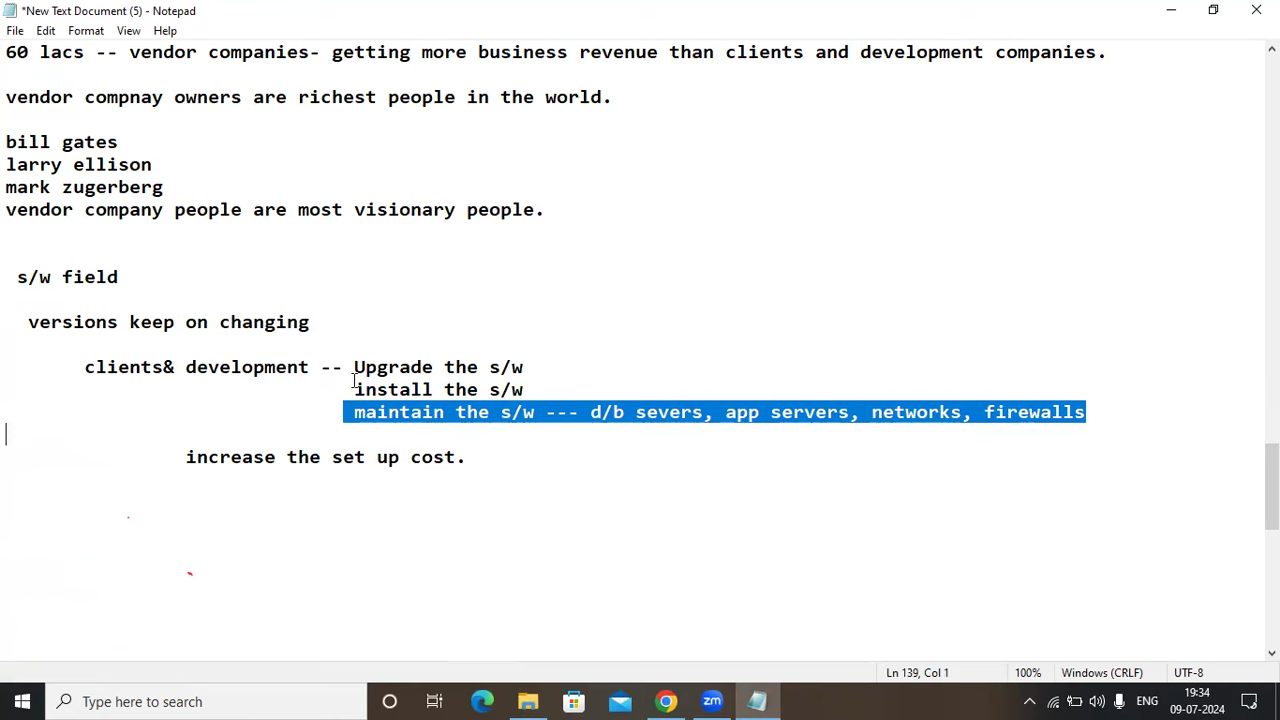 *New Text Document (5) - Notepad
File Edit Format View Help
60 lacs -- vendor companies- getting more business revenue than clients and development companies.
vendor compnay owners are richest people in the world.
bill gates
larry ellison
mark zugerberg
vendor company people are most visionary people.
s/w field
versions keep on changing
clients& development -- Upgrade the s/w
install the s/w
maintain the s/w --- d/b severs, app servers, networks, firewalls
increase the set up cost.
Ln 139, Col 1 100% Windows (CRLF) UTF-8
Type here to search
ENG
19:34
09-07-2024